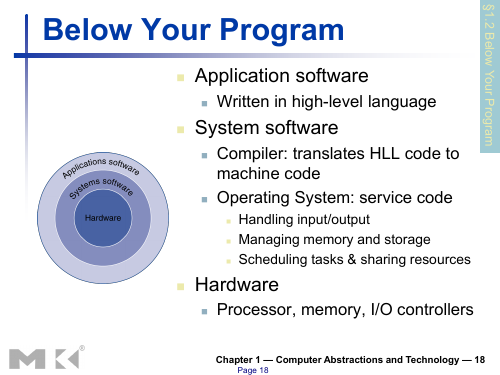 Below Your Program
§1.2 Below Your Program
Application software
Written in high-level language
System software
Compiler: translates HLL code to
machine code
Operating System: service code
Handling input/output
Managing memory and storage
Scheduling tasks & sharing resources
Hardware
Processor, memory, I/O controllers
Applications software
Systems software
Hardware
MK®
Chapter 1 — Computer Abstractions and Technology — 18
Page 18